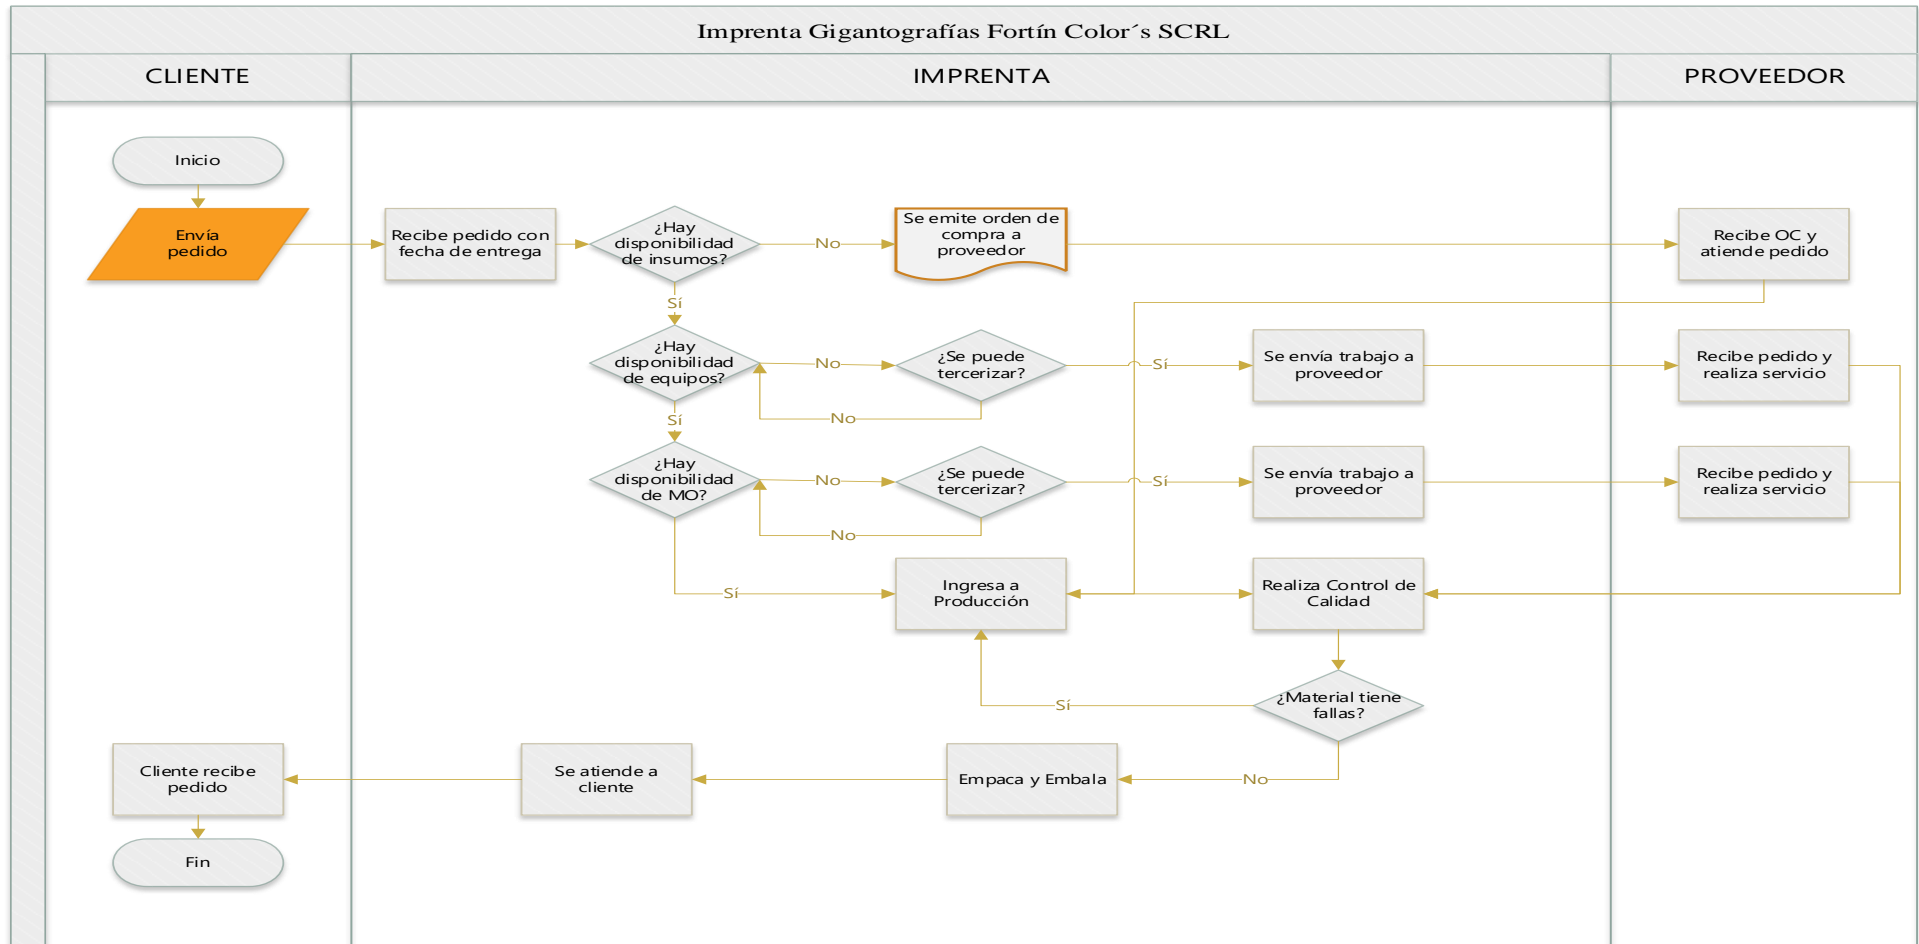 Imprenta Gigantografías Fortín Color´s SCRL
CLIENTE
IMPRENTA
PROVEEDOR
Inicio
Envía
pedido
Recibe pedido con
fecha de entrega
¿Hay
disponibilidad
de insumos?
No
Se emite orden de
compra a
proveedor
Recibe OC y
atiende pedido
Sí
¿Hay
disponibilidad
de equipos?
No
¿Se puede
tercerizar?
Sí
Se envía trabajo a
proveedor
Recibe pedido y
realiza servicio
No
Sí
¿Hay
disponibilidad
de MO?
No
¿Se puede
tercerizar?
Sí
Se envía trabajo a
proveedor
Recibe pedido y
realiza servicio
No
Sí
Ingresa a
Producción
Realiza Control de
Calidad
¿Material tiene
fallas?
Sí
No
Empaca y Embala
Se atiende a
cliente
Cliente recibe
pedido
Fin